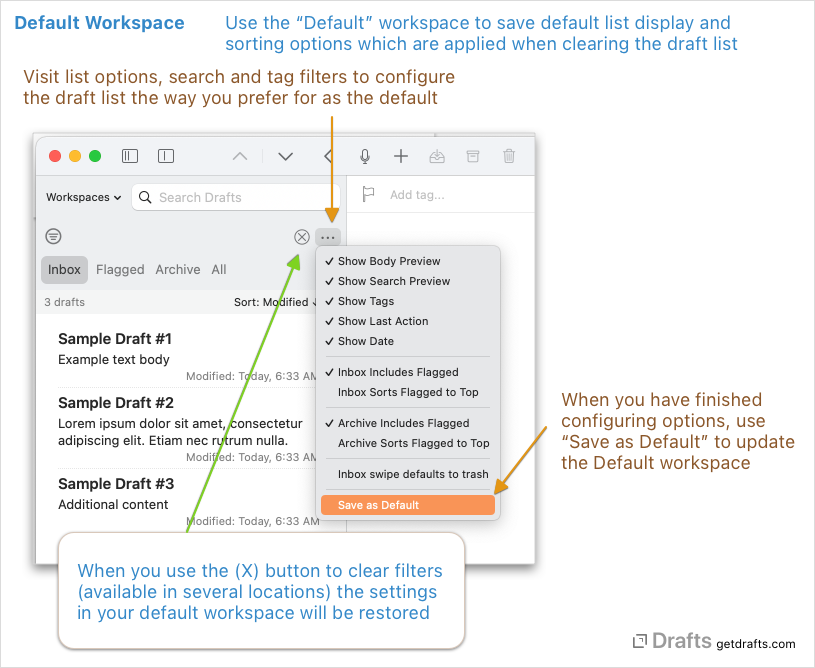 Default Workspace
Use the “Default” workspace to save default list display and
sorting options which are applied when clearing the draft list
Visit list options, search and tag filters to configure
the draft list the way you prefer for as the default
Workspaces
Search Drafts
Add tag...
Inbox
Flagged
Archive
All
3 drafts
Sort: Modified
Sample Draft #1
Example text body
Modified: Today, 6:33 AM
Sample Draft #2
Lorem ipsum dolor sit amet, consectetur
adipiscing elit. Etiam nec rutrum nulla.
Modified: Today, 6:33 AM
Sample Draft #3
Additional content
Modified: Today, 6:33 AM
✓ Show Body Preview
✓ Show Search Preview
✓ Show Tags
✓ Show Last Action
✓ Show Date
✓ Inbox Includes Flagged
Inbox Sorts Flagged to Top
✓ Archive Includes Flagged
Archive Sorts Flagged to Top
Inbox swipe defaults to trash
Save as Default
When you have finished
configuring options, use
“Save as Default” to update
the Default workspace
When you use the (X) button to clear filters
(available in several locations) the settings
in your default workspace will be restored
Drafts getdrafts.com